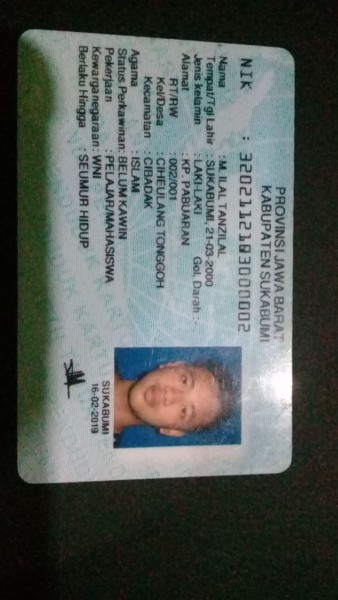 PROVINSI JAWA BARAT
KABUPATEN SUKABUMI
NIK : 3202112103000002
Nama : M.ILAL TANZILAL
Tempat/Tgl Lahir : SUKABUMI, 21-03-2000
Jenis kelamin : LAKI-LAKI Gol. Darah : -
Alamat : KP. PABUARAN
RT/RW : 002/001
Kel/Desa : CIHEULANG TONGGOH
Kecamatan : CIBADAK
Agama : ISLAM
Status Perkawinan: BELUM KAWIN
Pekerjaan : PELAJAR/MAHASISWA
Kewarganegaraan : WNI
Berlaku Hingga : SEUMUR HIDUP
SUKABUMI
16-02-2019